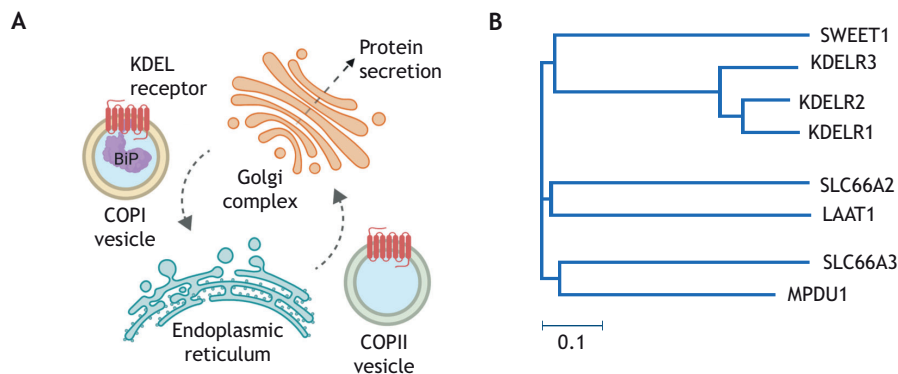 A
KDEL
receptor
BiP
COPI
vesicle
Protein
secretion
Golgi
complex
Endoplasmic
reticulum
COPII
vesicle
B
SWEET1
KDELR3
KDELR2
KDELR1
SLC66A2
LAAT1
SLC66A3
MPDU1
0.1